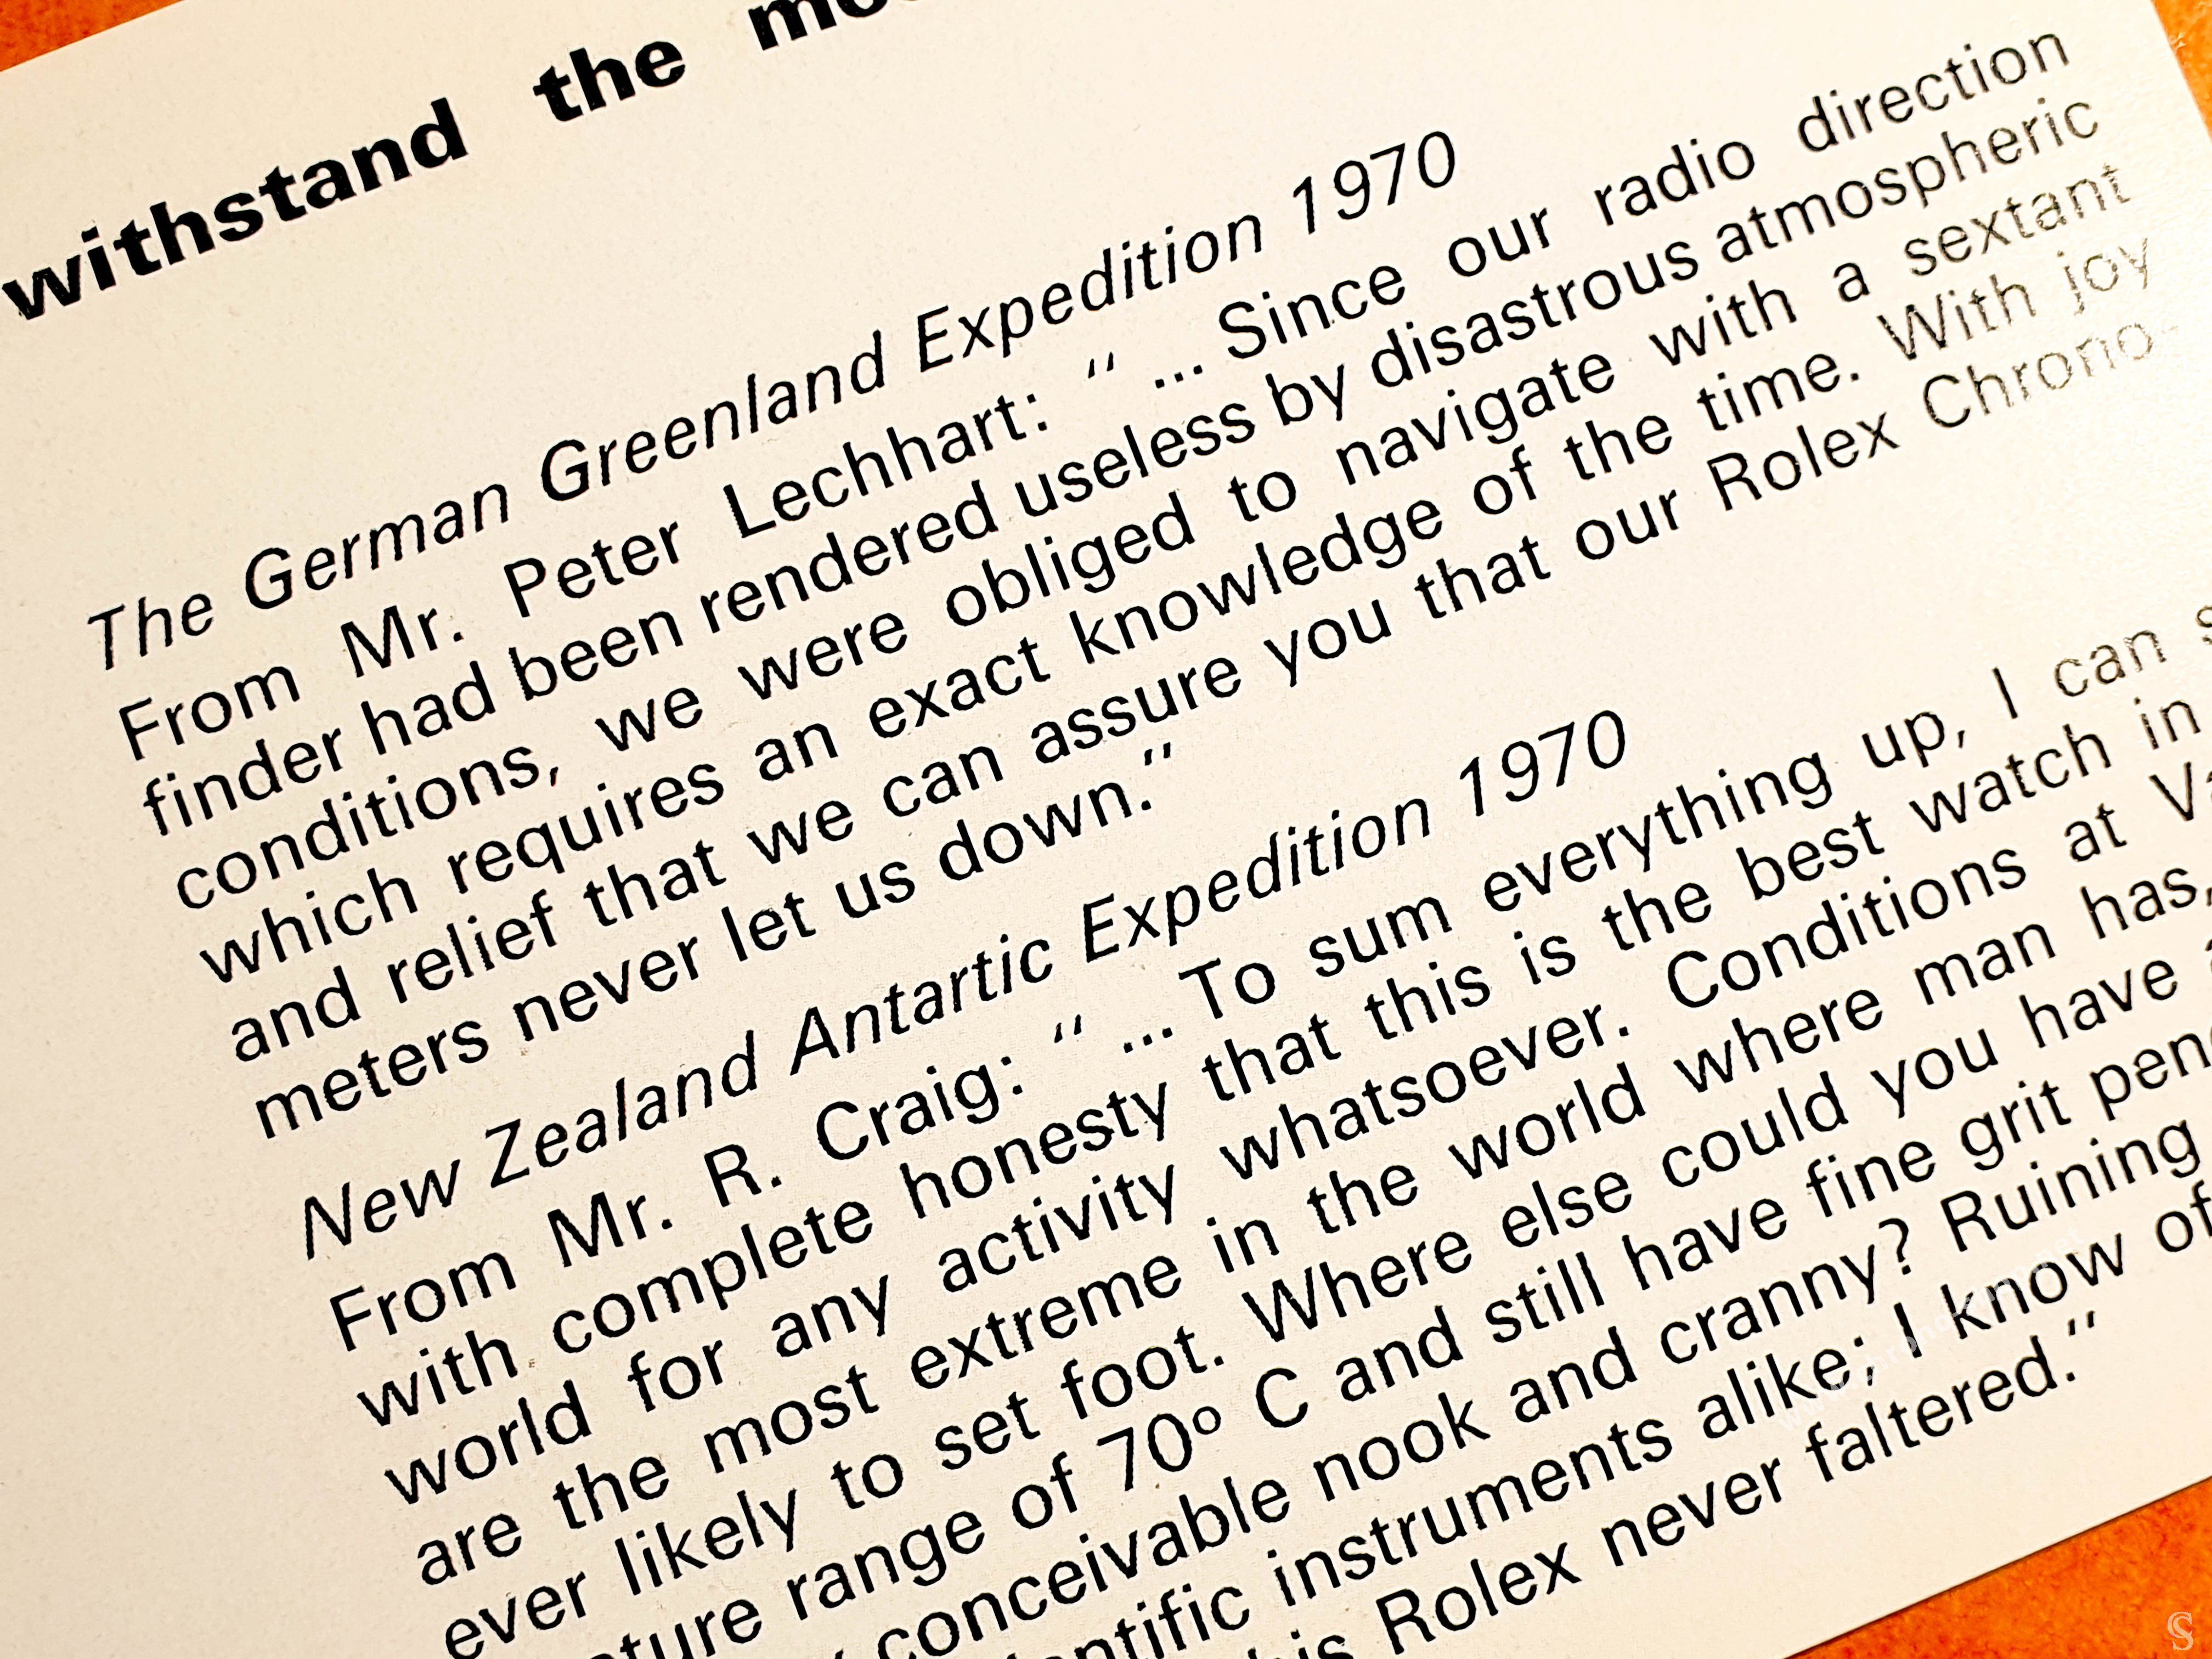 withstand the
The German Greenland Expedition 1970
From Mr. Peter Lechhart: " ... Since our radio direction
finder had been rendered useless by disastrous atmospheric
conditions, we were obliged to navigate with a sextant
which requires an exact knowledge of the time. With joy
and relief that we can assure you that our Rolex Chrono-
meters never let us down."
New Zealand Antartic Expedition 1970
From Mr. R. Craig: " ... To sum everything up, I can
with complete honesty that this is the best watch in
world for any activity whatsoever. Conditions at
are the most extreme in the world where man has,
ever likely to set foot. Where else could you have
ature range of 70° C and still have fine grit
conceivable nook and cranny? Ruining
entific instruments alike; I know of
Rolex never faltered."